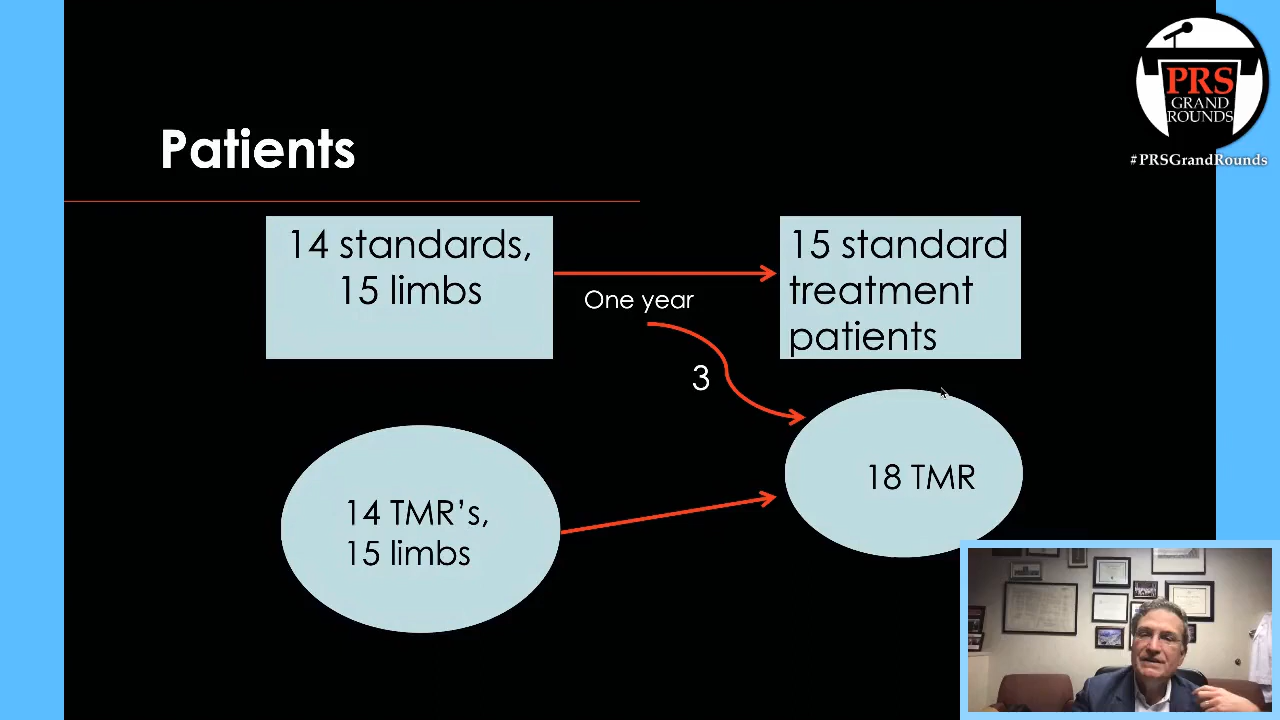 PRS
GRAND
ROUNDS
#PRSGrandRounds
Patients
14 standards,
15 limbs
One year
15 standard
treatment
patients
3
18 TMR
14 TMR's,
15 limbs